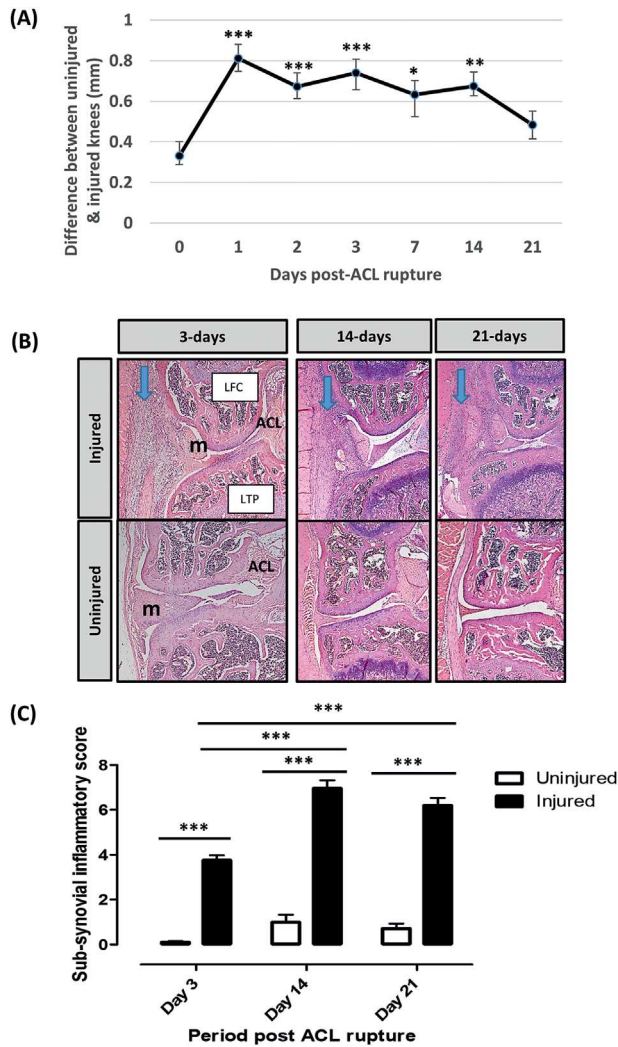 (A)
Difference between uninjured
& injured knees (mm)
1
0.8
0.6
0.4
0.2
0
***
***
***
*
**
0 1 2 3 7 14 21
Days post-ACL rupture
(B)
3-days 14-days 21-days
Injured
LFC
ACL
m
LTP
Uninjured
ACL
m
(C)
Sub-synovial inflammatory score
8
6
4
2
0
***
***
***
***
***
Uninjured
Injured
Day 3 Day 14 Day 21
Period post ACL rupture